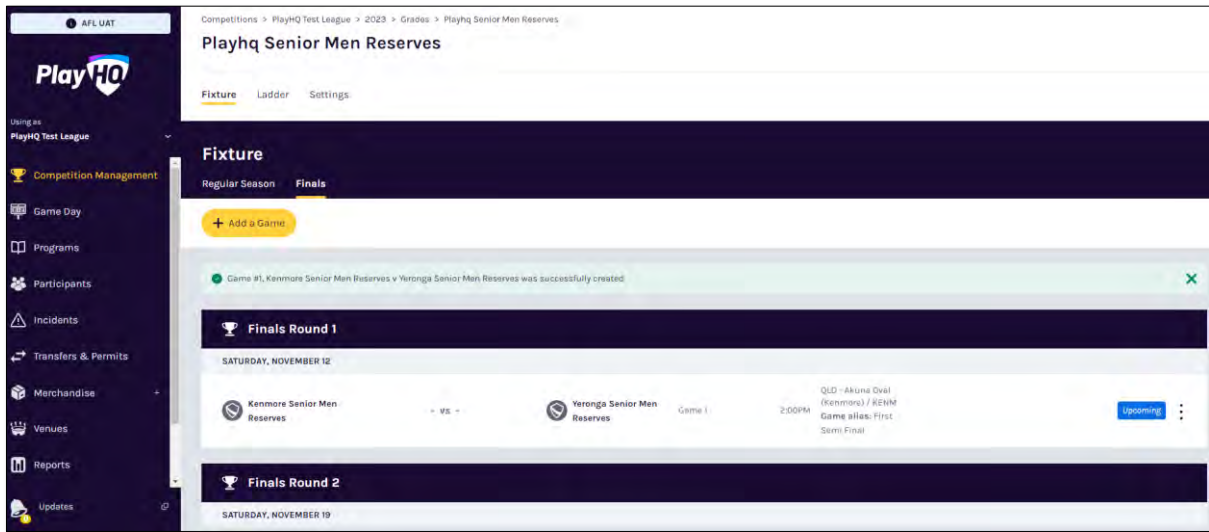 AFL UAT
PlayHQ
Using as
PlayHQ Test League
Competition Management
Game Day
Programs
Participants
Incidents
Transfers & Permits
Merchandise +
Venues
Reports
Updates
Competitions > PlayHQ Test League > 2023 > Grades > Playhq Senior Men Reserves
Playhq Senior Men Reserves
Fixture Ladder Settings
Fixture
Regular Season Finals
+ Add a Game
Game #1, Kenmore Senior Men Reserves v Yeronga Senior Men Reserves was successfully created
Finals Round 1
SATURDAY, NOVEMBER 12
Kenmore Senior Men
Reserves
- VS -
Yeronga Senior Men
Reserves
Game 1
2:00PM
QLD - Akuna Oval
(Kenmore) / KENM
Game alias: First
Semi Final
Upcoming
Finals Round 2
SATURDAY, NOVEMBER 19